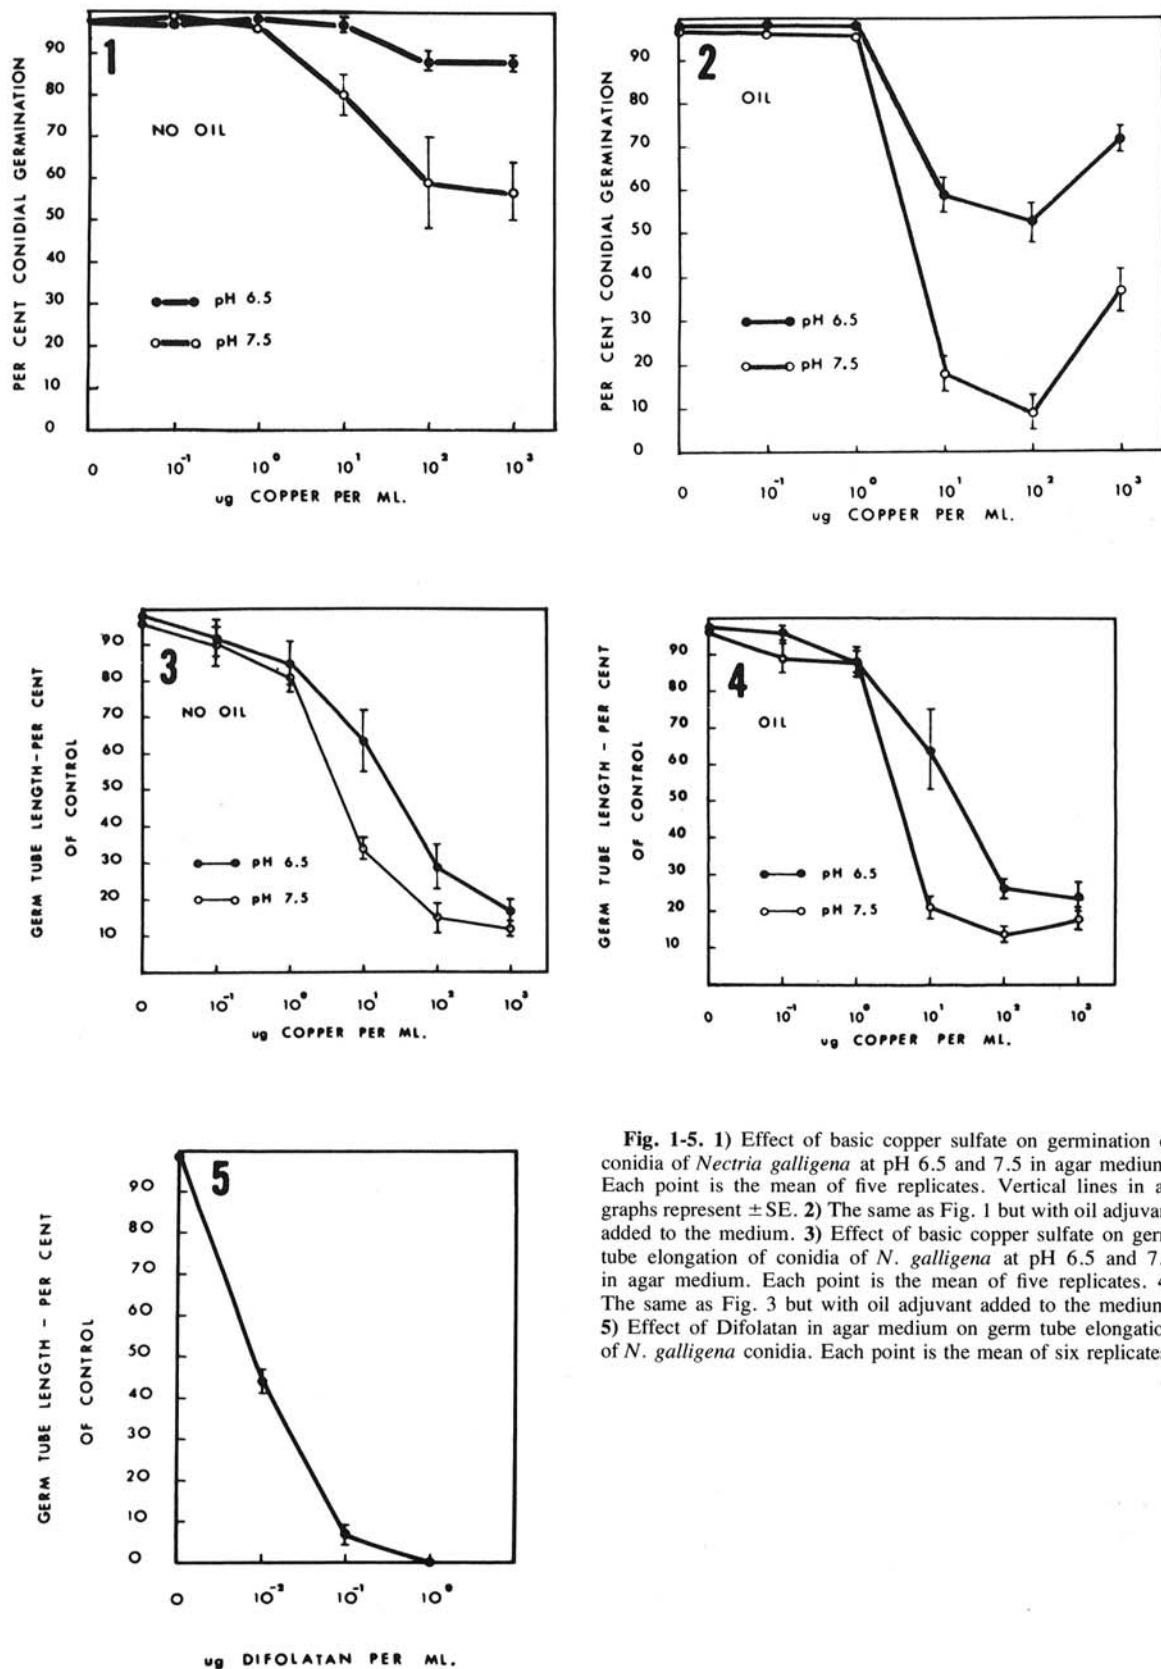 1
PER CENT CONIDIAL GERMINATION
90
80
70
60
50
40
30
20
10
0
NO OIL
pH 6.5
pH 7.5
0 10⁻¹ 10⁰ 10¹ 10² 10³
ug COPPER PER ML.
2
PER CENT CONIDIAL GERMINATION
90
80
70
60
50
40
30
20
10
0
OIL
pH 6.5
pH 7.5
0 10⁻¹ 10⁰ 10¹ 10² 10³
ug COPPER PER ML.
3
GERM TUBE LENGTH-PER CENT
OF CONTROL
90
80
70
60
50
40
30
20
10
NO OIL
pH 6.5
pH 7.5
0 10⁻¹ 10⁰ 10¹ 10² 10³
ug COPPER PER ML.
4
GERM TUBE LENGTH - PER CENT
OF CONTROL
90
80
70
60
50
40
30
20
10
OIL
pH 6.5
pH 7.5
0 10⁻¹ 10⁰ 10¹ 10² 10³
ug COPPER PER ML.
5
GERM TUBE LENGTH - PER CENT
OF CONTROL
90
80
70
60
50
40
30
20
10
0
0 10⁻² 10⁻¹ 10⁰
ug DIFOLATAN PER ML.
Fig. 1-5. 1) Effect of basic copper sulfate on germination
conidia of Nectria galligena at pH 6.5 and 7.5 in agar medium
Each point is the mean of five replicates. Vertical lines in
graphs represent ±SE. 2) The same as Fig. 1 but with oil adjuvan
added to the medium. 3) Effect of basic copper sulfate on ger
tube elongation of conidia of N. galligena at pH 6.5 and 7.
in agar medium. Each point is the mean of five replicates.
The same as Fig. 3 but with oil adjuvant added to the medium
5) Effect of Difolatan in agar medium on germ tube elongatio
of N. galligena conidia. Each point is the mean of six replicate